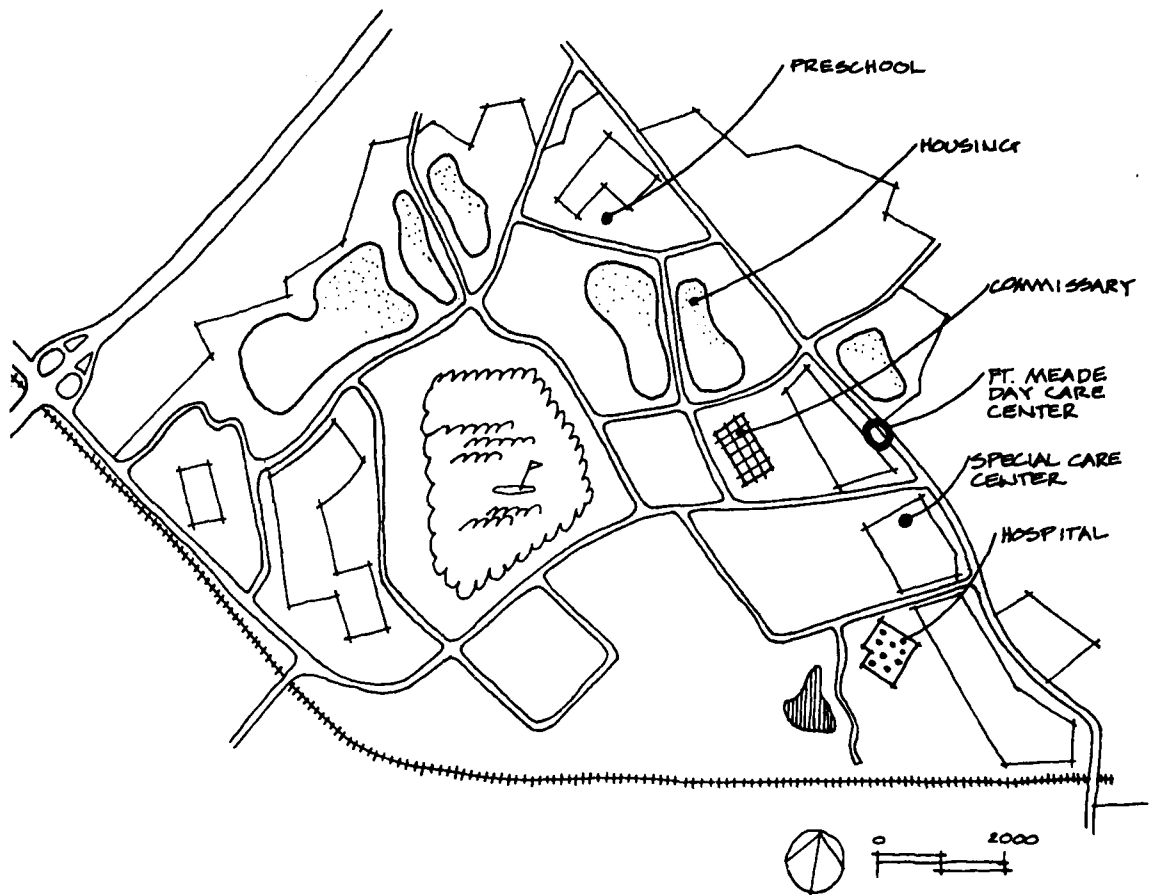 PRESCHOOL
HOUSING
COMMISSARY
FT. MEADE
DAY CARE
CENTER
SPECIAL CARE
CENTER
HOSPITAL
0 2000